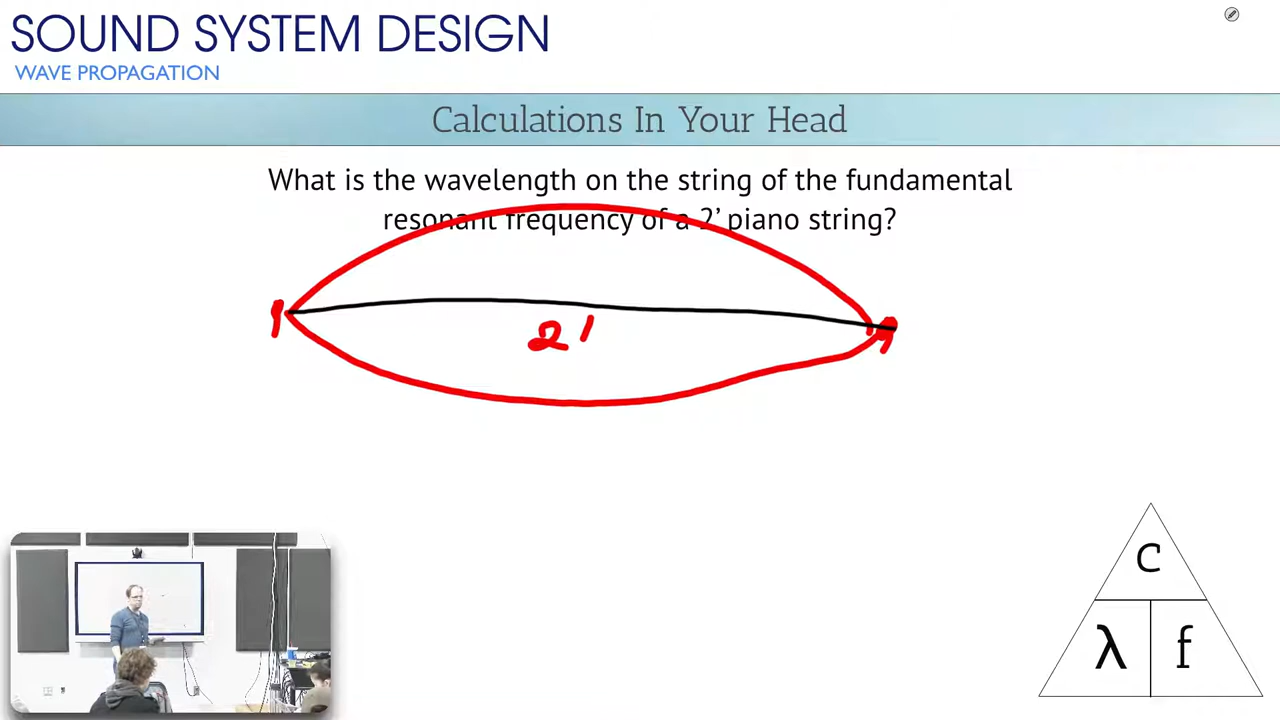 SOUND SYSTEM DESIGN
WAVE PROPAGATION
Calculations In Your Head
What is the wavelength on the string of the fundamental
resonant frequency of a 2’ piano string?
2'
C
λ f